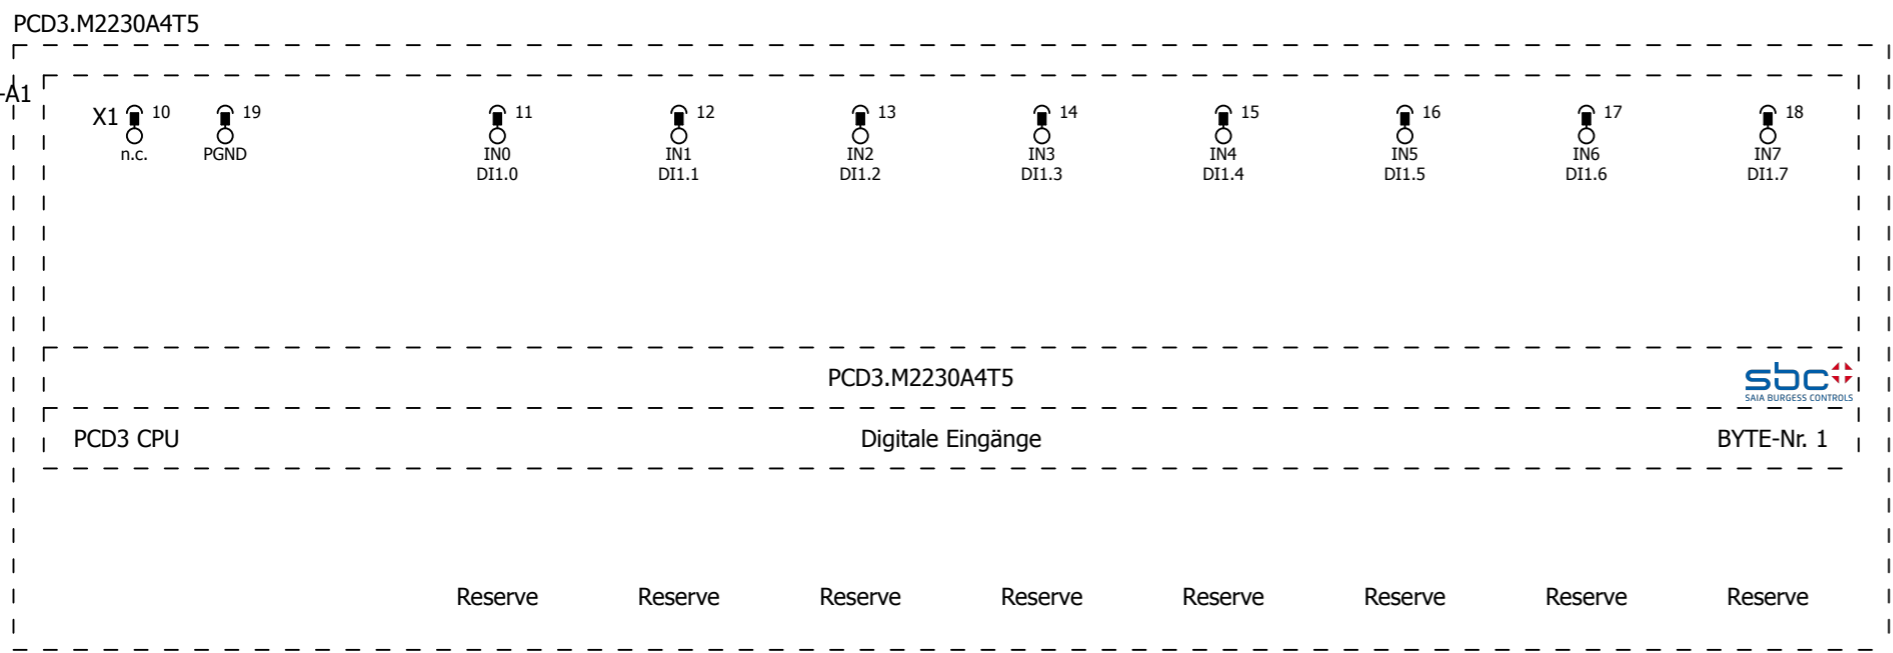 PCD3.M2230A4T5
-A1
X1 10 19 11 12 13 14 15 16 17 18
n.c. PGND IN0 IN1 IN2 IN3 IN4 IN5 IN6 IN7
DI1.0 DI1.1 DI1.2 DI1.3 DI1.4 DI1.5 DI1.6 DI1.7
PCD3.M2230A4T5
sbc
SAIA BURGESS CONTROLS
PCD3 CPU Digitale Eingänge BYTE-Nr. 1
Reserve Reserve Reserve Reserve Reserve Reserve Reserve Reserve